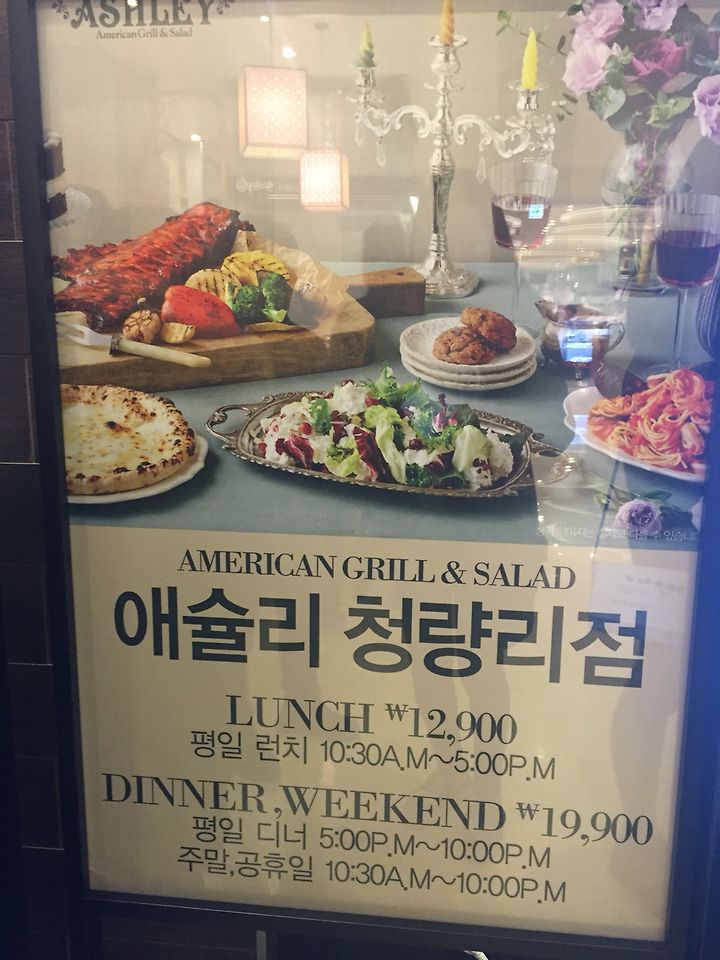 ASHLEY
American Grill & Salad
AMERICAN GRILL & SALAD
애슐리 청량리점
LUNCH ₩12,900
평일 런치 10:30A.M~5:00P.M
DINNER,WEEKEND ₩19,900
평일 디너 5:00P.M~10:00P.M
주말,공휴일 10:30A.M~10:00P.M